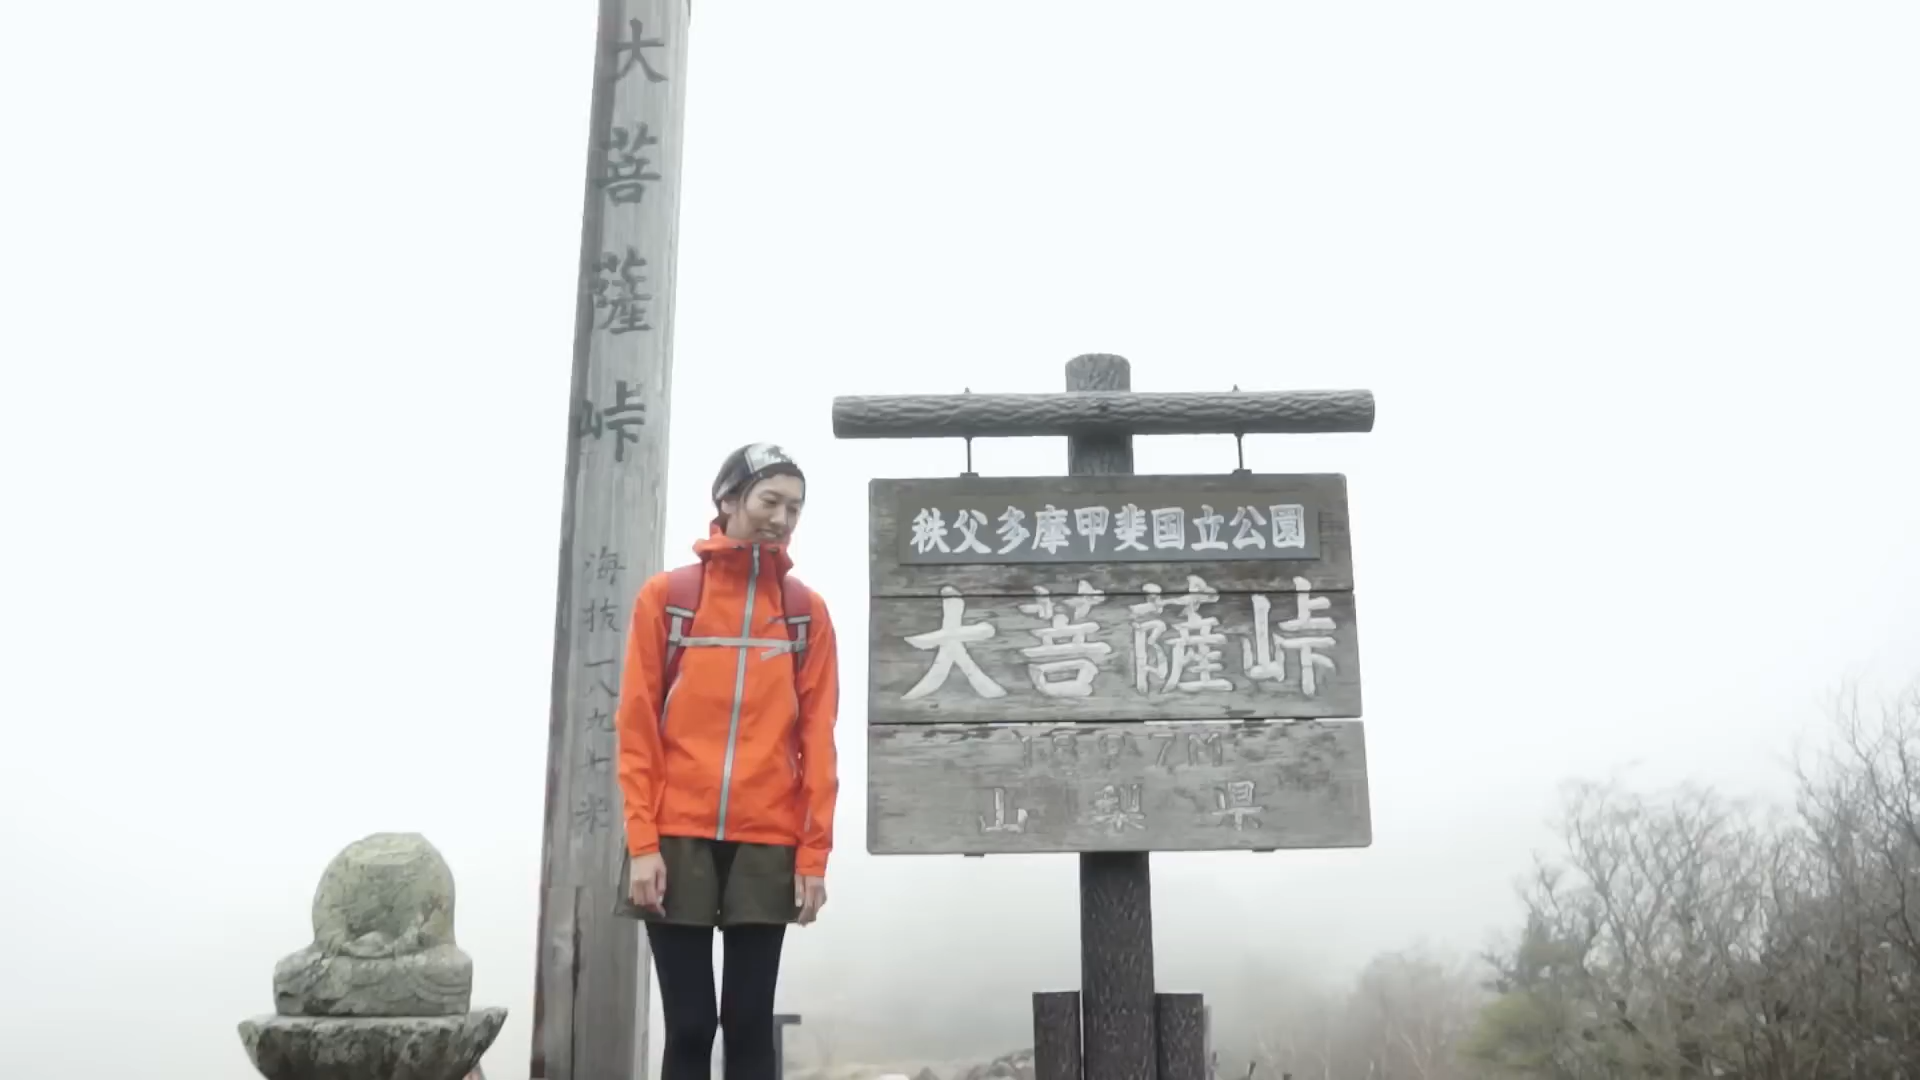 大菩薩峠
海抜一八九七米
秩父多摩甲斐国立公園
大菩薩峠
1897M
山梨県